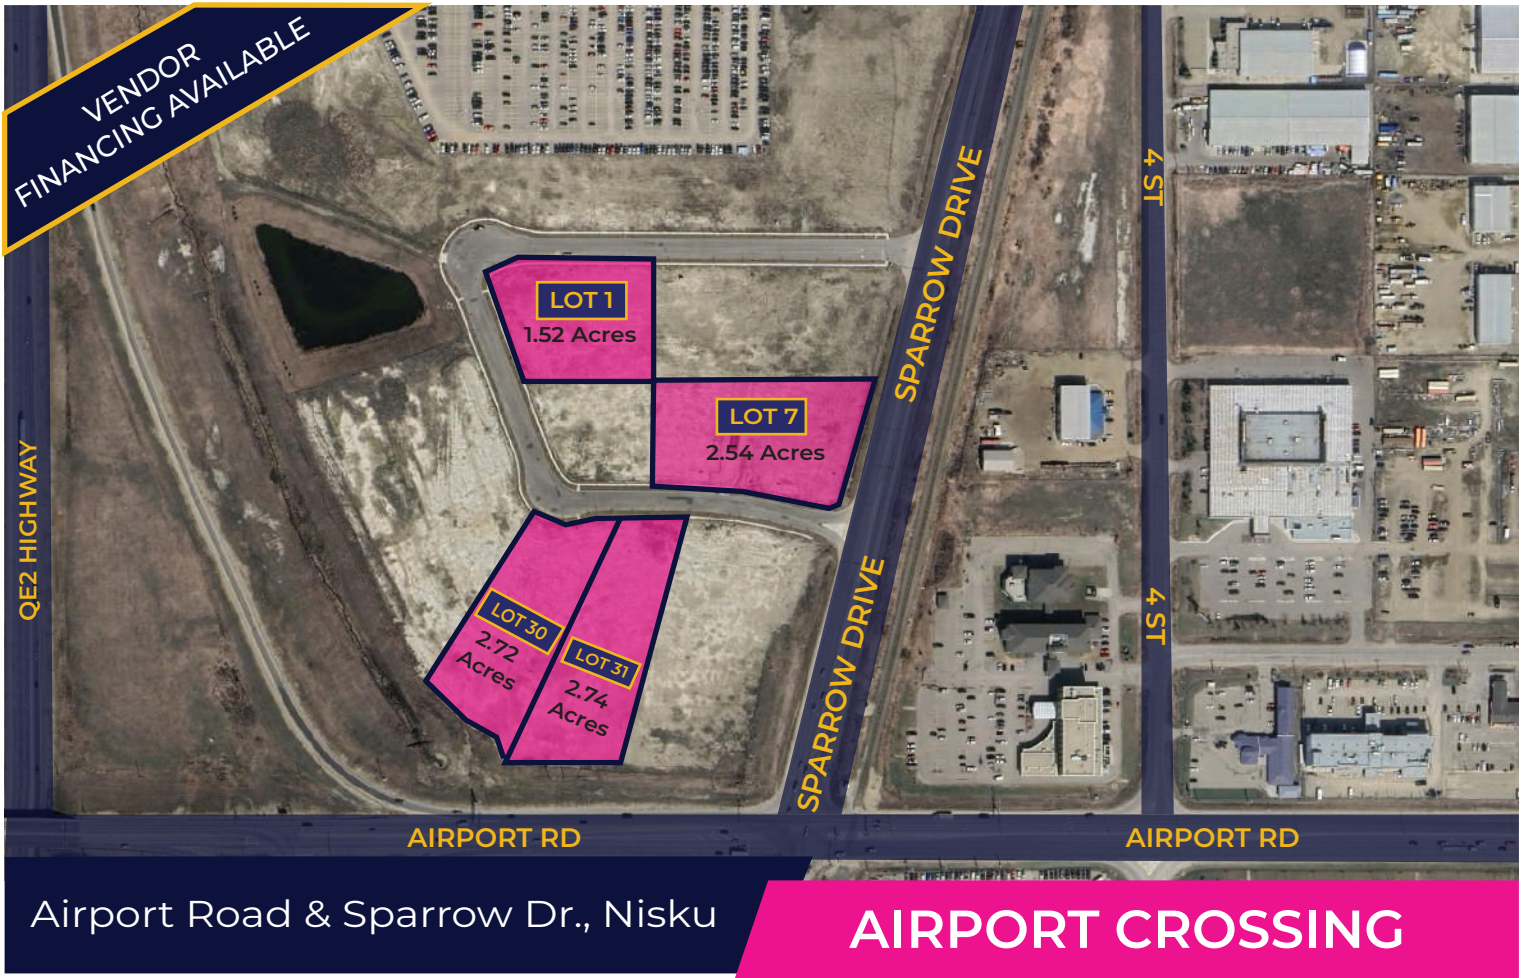 VENDOR
FINANCING AVAILABLE
4 ST
SPARROW DRIVE
LOT 1
1.52 Acres
LOT 7
2.54 Acres
QE2 HIGHWAY
LOT 30
2.72
Acres
LOT 31
2.74
Acres
SPARROW DRIVE
4 ST
AIRPORT RD
AIRPORT RD
Airport Road & Sparrow Dr., Nisku
AIRPORT CROSSING